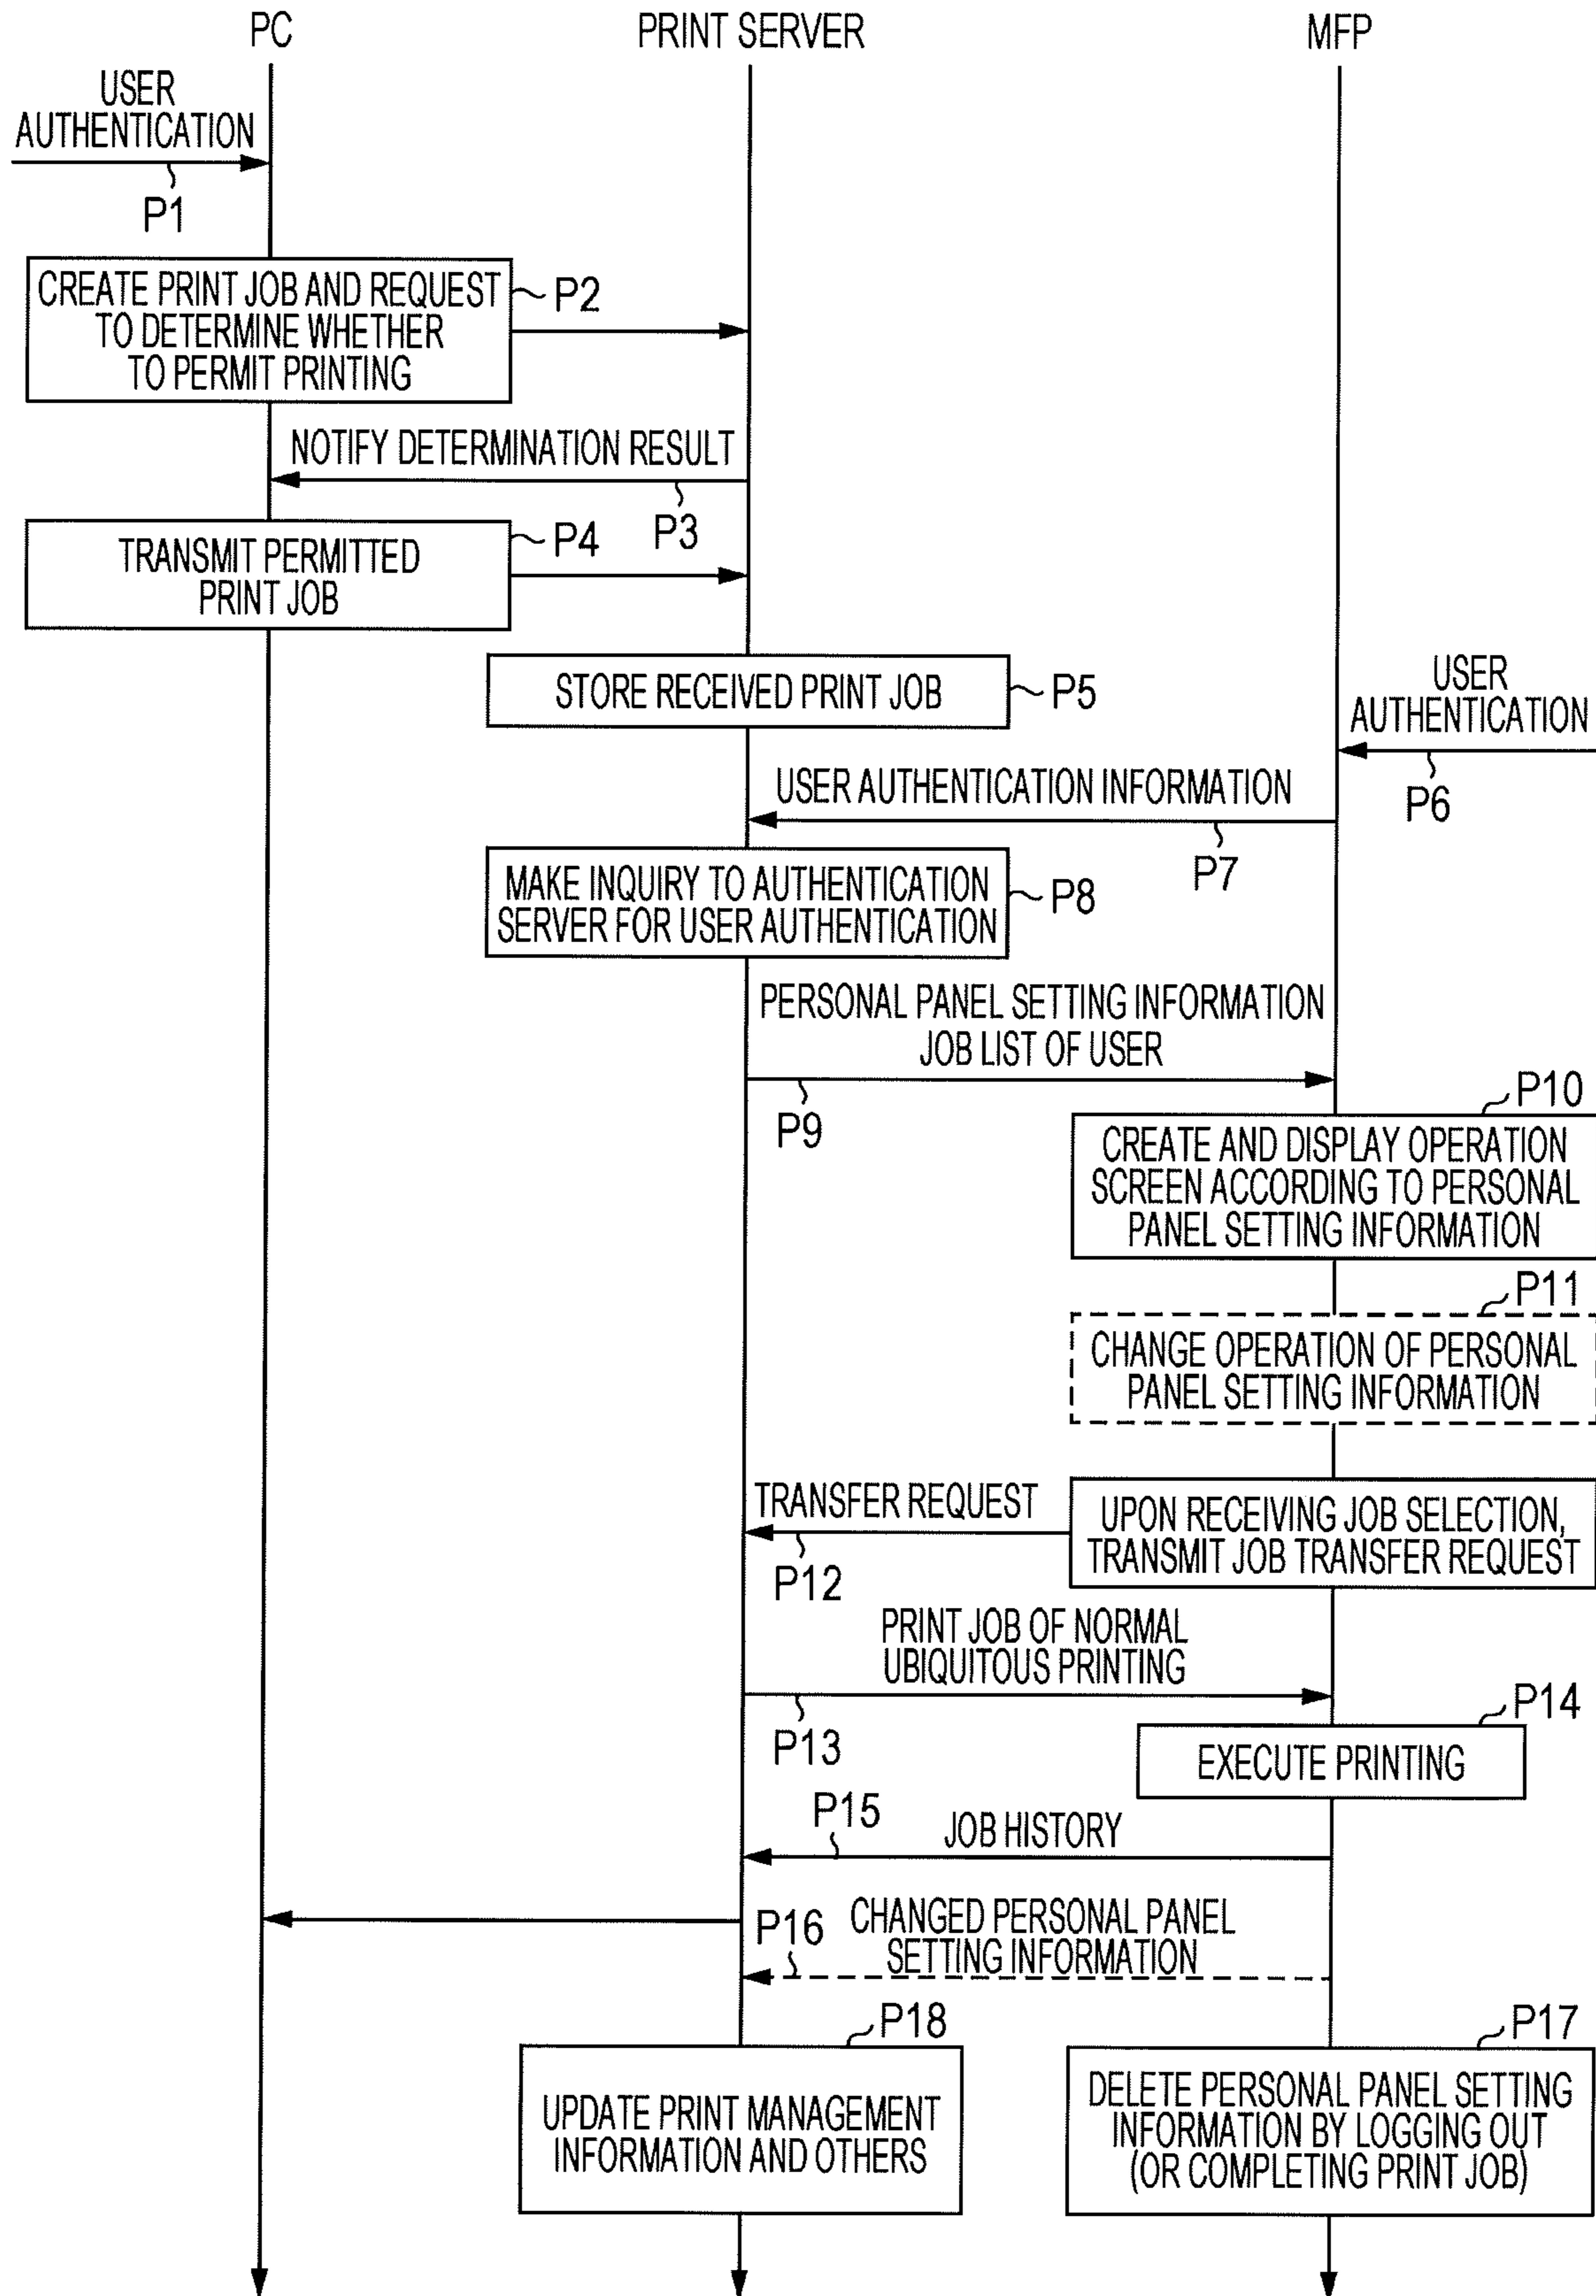 PC
PRINT SERVER
MFP
USER
AUTHENTICATION
P1
CREATE PRINT JOB AND REQUEST
TO DETERMINE WHETHER
TO PERMIT PRINTING
P2
NOTIFY DETERMINATION RESULT
P3
TRANSMIT PERMITTED
PRINT JOB
P4
STORE RECEIVED PRINT JOB
P5
USER
AUTHENTICATION
P6
USER AUTHENTICATION INFORMATION
P7
MAKE INQUIRY TO AUTHENTICATION
SERVER FOR USER AUTHENTICATION
P8
PERSONAL PANEL SETTING INFORMATION
JOB LIST OF USER
P9
P10
CREATE AND DISPLAY OPERATION
SCREEN ACCORDING TO PERSONAL
PANEL SETTING INFORMATION
P11
CHANGE OPERATION OF PERSONAL
PANEL SETTING INFORMATION
TRANSFER REQUEST
P12
UPON RECEIVING JOB SELECTION,
TRANSMIT JOB TRANSFER REQUEST
PRINT JOB OF NORMAL
UBIQUITOUS PRINTING
P13
P14
EXECUTE PRINTING
P15
JOB HISTORY
P16
CHANGED PERSONAL PANEL
SETTING INFORMATION
P18
UPDATE PRINT MANAGEMENT
INFORMATION AND OTHERS
P17
DELETE PERSONAL PANEL SETTING
INFORMATION BY LOGGING OUT
(OR COMPLETING PRINT JOB)